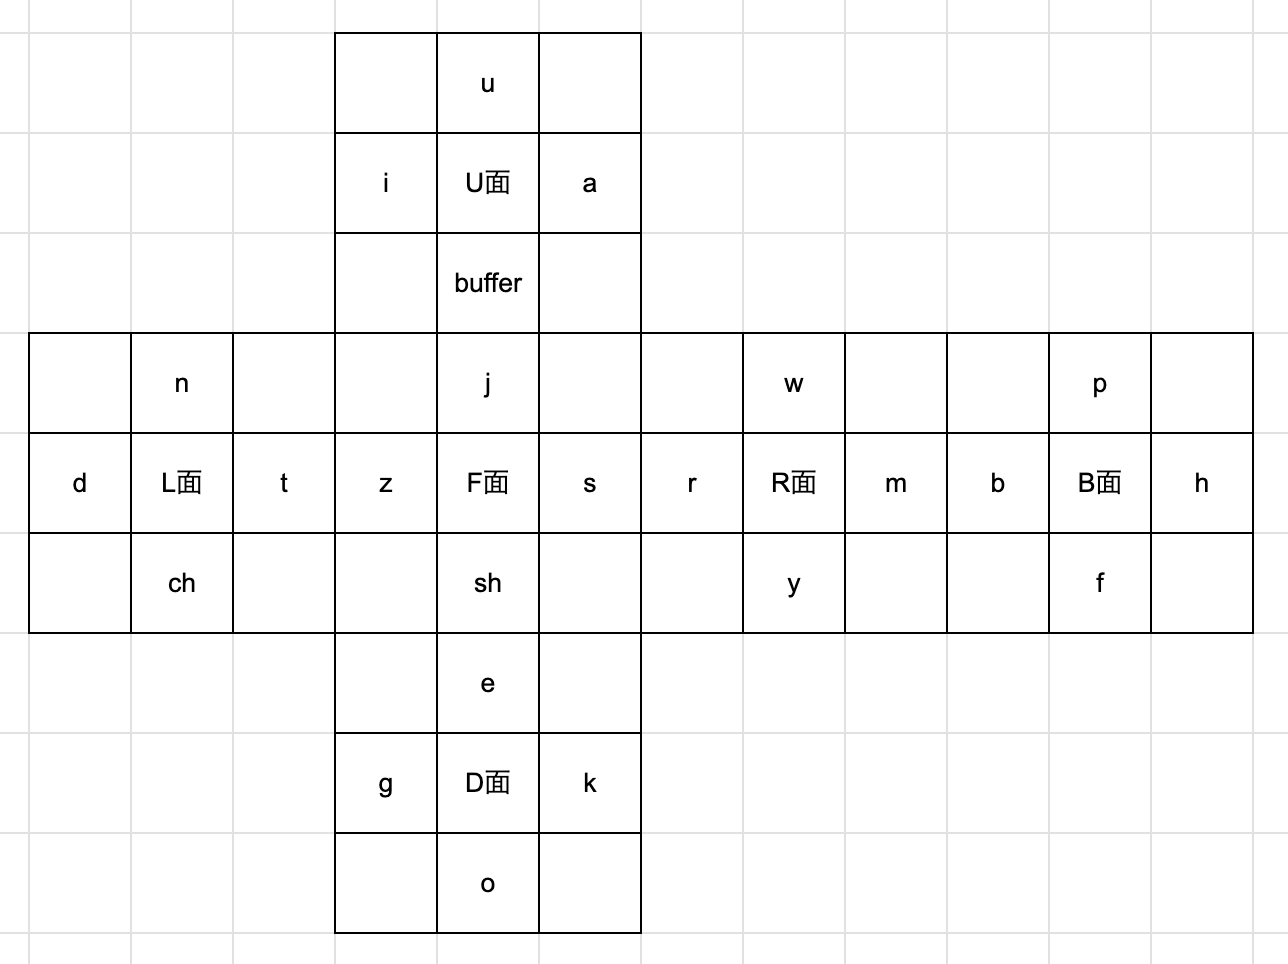 u
i U面 a
buffer
n j w p
d L面 t z F面 s r R面 m b B面 h
ch sh y f
e
g D面 k
o